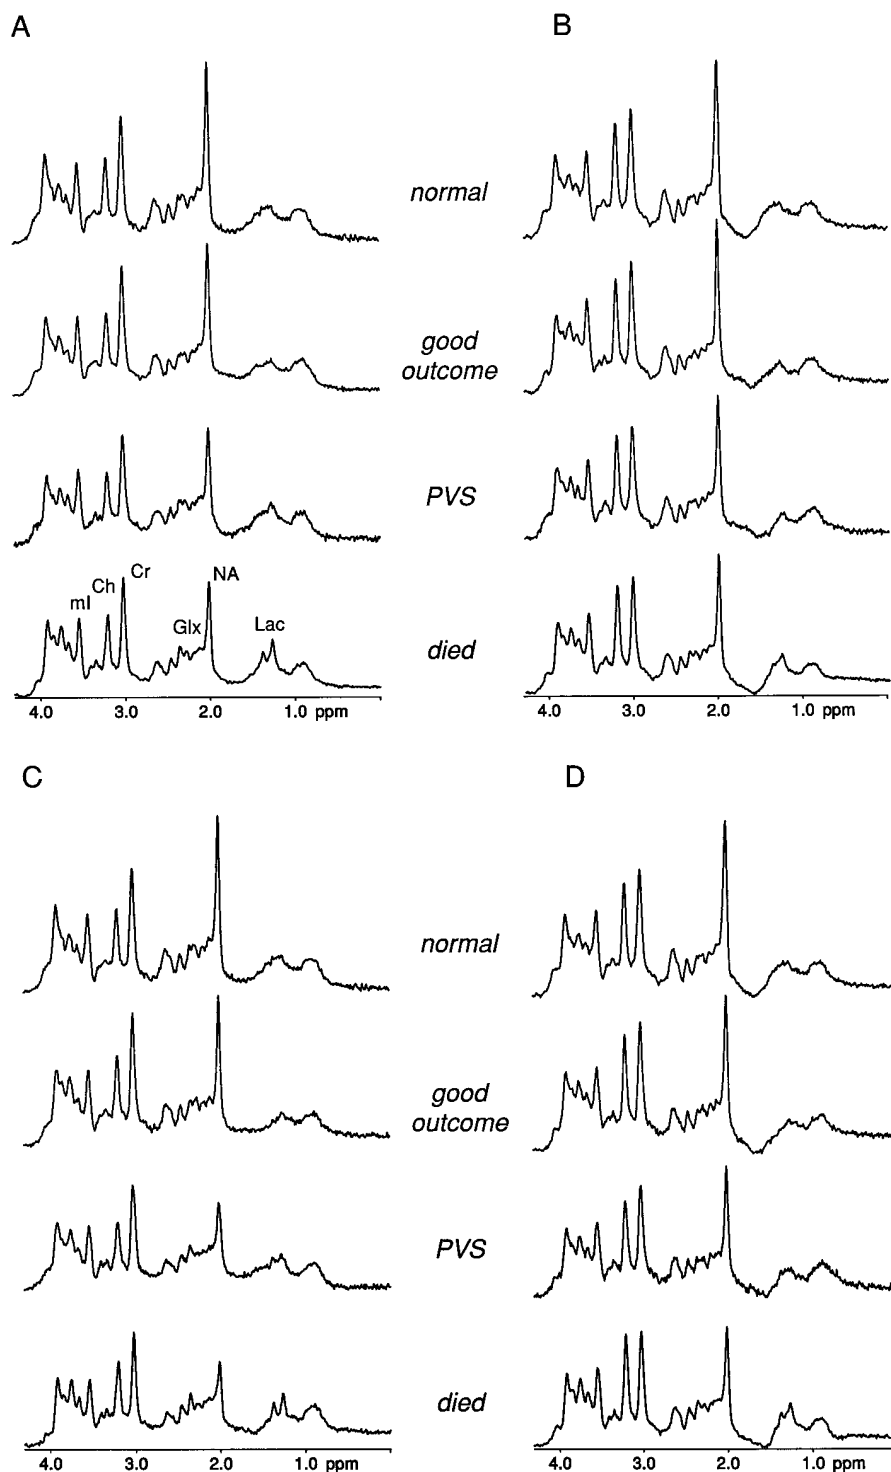 A
B
normal
good
outcome
PVS
mI
Ch
Cr
Glx
NA
Lac
died
4.0 3.0 2.0 1.0 ppm
4.0 3.0 2.0 1.0 ppm
C
D
normal
good
outcome
PVS
died
4.0 3.0 2.0 1.0 ppm
4.0 3.0 2.0 1.0 ppm